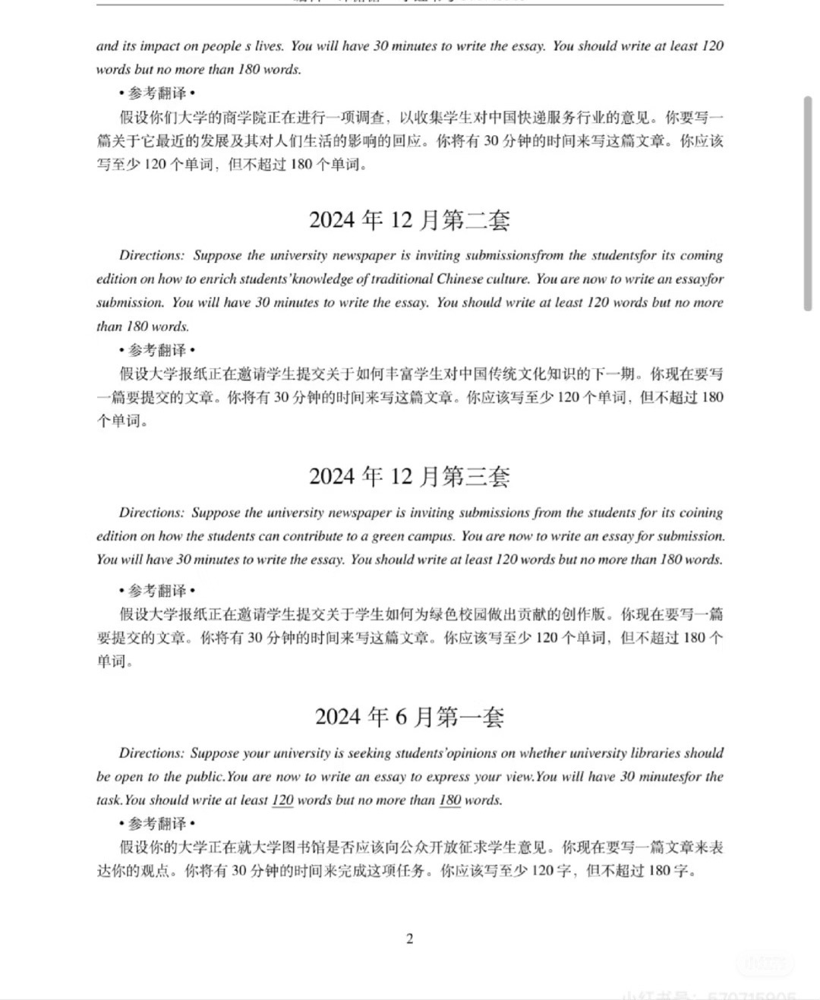 and its impact on people s lives. You will have 30 minutes to write the essay. You should write at least 120
words but no more than 180 words.
• 参考翻译 •
假设你们大学的商学院正在进行一项调查，以收集学生对中国快递服务行业的意见。你要写一
篇关于它最近的发展及其对人们生活的影响的回应。你将有 30 分钟的时间来写这篇文章。你应该
写至少 120 个单词，但不超过 180 个单词。
2024 年 12 月第二套
Directions: Suppose the university newspaper is inviting submissionsfrom the studentsfor its coming
edition on how to enrich students'knowledge of traditional Chinese culture. You are now to write an essayfor
submission. You will have 30 minutes to write the essay. You should write at least 120 words but no more
than 180 words.
• 参考翻译 •
假设大学报纸正在邀请学生提交关于如何丰富学生对中国传统文化知识的下一期。你现在要写
一篇要提交的文章。你将有 30 分钟的时间来写这篇文章。你应该写至少 120 个单词，但不超过 180
个单词。
2024 年 12 月第三套
Directions: Suppose the university newspaper is inviting submissions from the students for its coining
edition on how the students can contribute to a green campus. You are now to write an essay for submission.
You will have 30 minutes to write the essay. You should write at least 120 words but no more than 180 words.
• 参考翻译 •
假设大学报纸正在邀请学生提交关于学生如何为绿色校园做出贡献的创作版。你现在要写一篇
要提交的文章。你将有 30 分钟的时间来写这篇文章。你应该写至少 120 个单词，但不超过 180 个
单词。
2024 年 6 月第一套
Directions: Suppose your university is seeking students'opinions on whether university libraries should
be open to the public.You are now to write an essay to express your view.You will have 30 minutesfor the
task.You should write at least 120 words but no more than 180 words.
• 参考翻译 •
假设你的大学正在就大学图书馆是否应该向公众开放征求学生意见。你现在要写一篇文章来表
达你的观点。你将有 30 分钟的时间来完成这项任务。你应该写至少 120 字，但不超过 180 字。
2
小红书